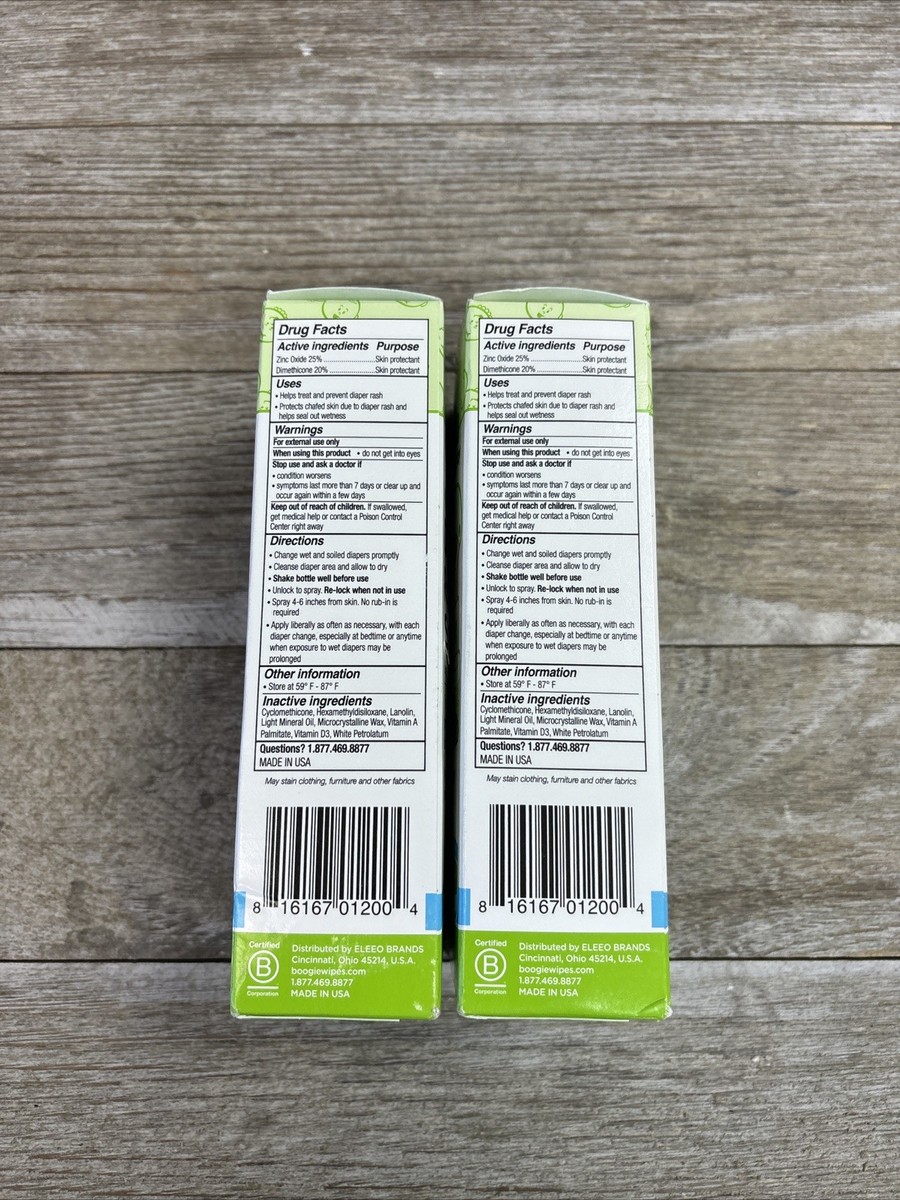 Drug Facts
Active ingredients Purpose
Zinc Oxide 25% ........................Skin protectant
Dimethicone 20% ........................Skin protectant
Uses
• Helps treat and prevent diaper rash
• Protects chafed skin due to diaper rash and
helps seal out wetness
Warnings
For external use only
When using this product • do not get into eyes
Stop use and ask a doctor if
• condition worsens
• symptoms last more than 7 days or clear up and
occur again within a few days
Keep out of reach of children. If swallowed,
get medical help or contact a Poison Control
Center right away
Directions
• Change wet and soiled diapers promptly
• Cleanse diaper area and allow to dry
• Shake bottle well before use
• Unlock to spray. Re-lock when not in use
• Spray 4-6 inches from skin. No rub-in is
required
• Apply liberally as often as necessary, with each
diaper change, especially at bedtime or anytime
when exposure to wet diapers may be
prolonged
Other information
• Store at 59° F - 87° F
Inactive ingredients
Cyclomethicone, Hexamethyldisiloxane, Lanolin,
Light Mineral Oil, Microcrystalline Wax, Vitamin A
Palmitate, Vitamin D3, White Petrolatum
Questions? 1.877.469.8877
MADE IN USA
May stain clothing, furniture and other fabrics
8 16167 01200 4
Certified
B
Corporation
Distributed by ELEEO BRANDS
Cincinnati, Ohio 45214, U.S.A.
boogiewipes.com
1.877.469.8877
MADE IN USA
Drug Facts
Active ingredients Purpose
Zinc Oxide 25% ........................Skin protectant
Dimethicone 20% ........................Skin protectant
Uses
• Helps treat and prevent diaper rash
• Protects chafed skin due to diaper rash and
helps seal out wetness
Warnings
For external use only
When using this product • do not get into eyes
Stop use and ask a doctor if
• condition worsens
• symptoms last more than 7 days or clear up and
occur again within a few days
Keep out of reach of children. If swallowed,
get medical help or contact a Poison Control
Center right away
Directions
• Change wet and soiled diapers promptly
• Cleanse diaper area and allow to dry
• Shake bottle well before use
• Unlock to spray. Re-lock when not in use
• Spray 4-6 inches from skin. No rub-in is
required
• Apply liberally as often as necessary, with each
diaper change, especially at bedtime or anytime
when exposure to wet diapers may be
prolonged
Other information
• Store at 59° F - 87° F
Inactive ingredients
Cyclomethicone, Hexamethyldisiloxane, Lanolin,
Light Mineral Oil, Microcrystalline Wax, Vitamin A
Palmitate, Vitamin D3, White Petrolatum
Questions? 1.877.469.8877
MADE IN USA
May stain clothing, furniture and other fabrics
8 16167 01200 4
Certified
B
Corporation
Distributed by ELEEO BRANDS
Cincinnati, Ohio 45214, U.S.A.
boogiewipes.com
1.877.469.8877
MADE IN USA